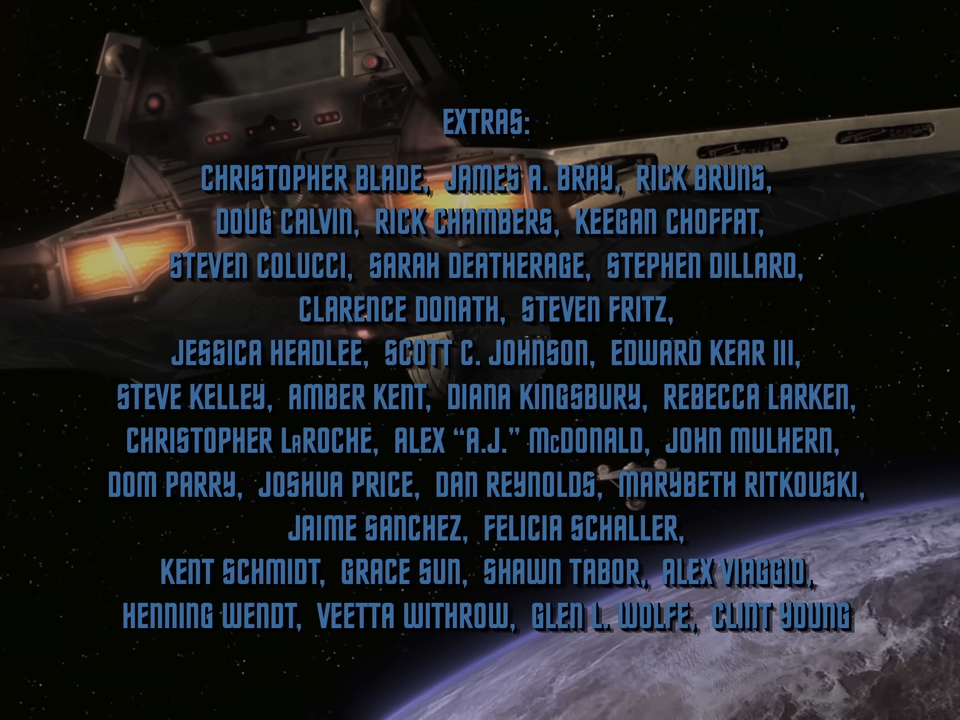 EXTRAS:
CHRISTOPHER BLADE, JAMES A. BRAY, RICK BRUNS,
DOUG CALVIN, RICK CHAMBERS, KEEGAN CHOFFAT,
STEVEN COLUCCI, SARAH DEATHERAGE, STEPHEN DILLARD,
CLARENCE DONATH, STEVEN FRITZ,
JESSICA HEADLEE, SCOTT C. JOHNSON, EDWARD KEAR III,
STEVE KELLEY, AMBER KENT, DIANA KINGSBURY, REBECCA LARKEN,
CHRISTOPHER LaROCHE, ALEX “A.J.” McDONALD, JOHN MULHERN,
DOM PARRY, JOSHUA PRICE, DAN REYNOLDS, MARYBETH RITKOUSKI,
JAIME SANCHEZ, FELICIA SCHALLER,
KENT SCHMIDT, GRACE SUN, SHAWN TABOR, ALEX VIAGGIO,
HENNING WENDT, VEETTA WITHROW, GLEN L. WOLFE, CLINT YOUNG